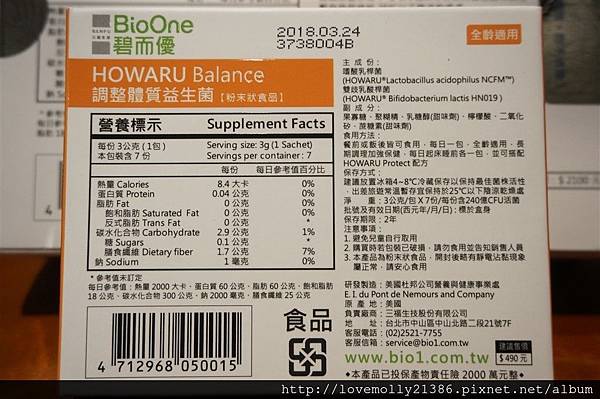 BioOne
SANFU
碧而優
2018.03.24
3738004B
全齡適用
HOWARU Balance
調整體質益生菌【粉末狀食品】
營養標示 Supplement Facts
每份 3公克 ( 1包 ) Serving size: 3g (1 Sachet)
本包裝含 7 份 Servings per container: 7
每份 每日參考值百分比
熱量 Calories 8.4 大卡 0%
蛋白質 Protein 0.04 公克 0%
脂肪 Fat 0 公克 0%
飽和脂肪 Saturated Fat 0 公克 0%
反式脂肪 Trans Fat 0 公克 *
碳水化合物 Carbohydrate 2.9 公克 1%
糖 Sugars 0.1 公克 *
膳食纖維 Dietary fiber 1.7 公克 7%
鈉 Sodium 1 毫克 0%
* 參考值未訂定
每日參考值: 熱量 2000 大卡、蛋白質 60 公克、脂肪 60 公克、飽和脂肪
18 公克、碳水化合物 300 公克、鈉 2000 毫克、膳食纖維 25 公克
4 712968 050015
食品
主 成 份：
嗜酸乳桿菌
(HOWARU®Lactobacillus acidophilus NCFM™)
雙歧乳酸桿菌
(HOWARU® Bifidobacterium lactis HN019 )
副 成 分：
果寡糖、聚糊精、乳糖醇(甜味劑)、檸檬酸、二氧化
矽、蔗糖素(甜味劑)
食用方法：
餐前或飯後皆可食用，每日一包，全齡適用，長
期調理加強保健，每日起床睡前各一包，並可搭配
HOWARU Protect 配方
保存方法：
建議放置冰箱4~8°C冷藏保存以保持最佳菌株活性
，出差旅遊常溫暫存宜保持於25°C以下陰涼乾燥處
淨 重：3公克/包 X 7包/每份含240億CFU活菌
批號及有效日期(西元年/月/日)：標於盒身
保存期限：2年
注意事項：
1. 避免兒童自行取用
2. 購買時若包裝已破損，請勿食用並告知銷售人員
3. 本產品為粉末狀食品，開封後略有靜電沾黏現象
屬正常，請安心食用
研發製造：美國杜邦公司營養與健康事業處
E. I. du Pont de Nemours and Company
原 產 地：美國
負責廠商：三福生技股份有限公司
地 址：台北市中山區中山北路二段21號7F
客服電話：(02)2521-7755
客服信箱：service@bio1.com.tw
www.bio1.com.tw
建議售價
$ 490元
•本產品已投保產物責任險 2000 萬元整•
http://lovemolly21386.pixnet.net/album